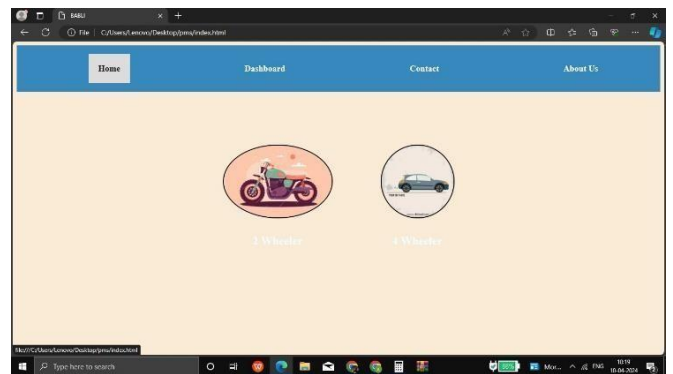 BABLI
File C:/Users/Lenovo/Desktop/pms/index.html
Home Dashboard Contact About Us
2 Wheeler 4 Wheeler
file:///C:/Users/Lenovo/Desktop/pms/index.html
Type here to search
Mor... ENG 10:19
10-04-2024